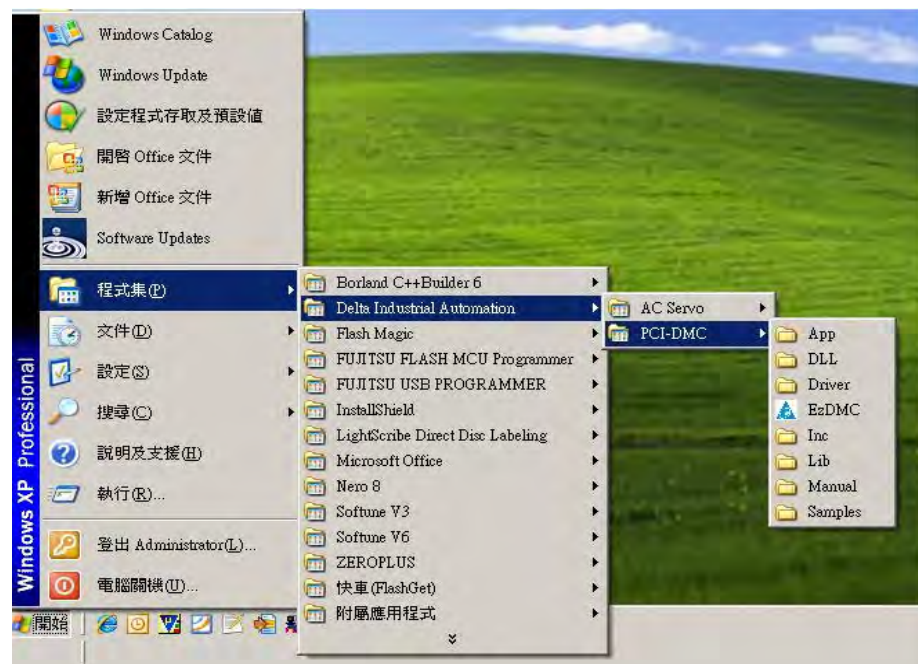 Windows Catalog
Windows Update
設定程式存取及預設值
開啓 Office 文件
新增 Office 文件
Software Updates
程式集(P)
文件(D)
設定(S)
搜尋(C)
說明及支援(H)
執行(R)...
登出 Administrator(L)...
電腦關機(U)...
Windows XP Professional
開始
Borland C++Builder 6
Delta Industrial Automation
Flash Magic
FUJITSU FLASH MCU Programmer
FUJITSU USB PROGRAMMER
InstallShield
LightScribe Direct Disc Labeling
Microsoft Office
Nero 8
Softune V3
Softune V6
ZEROPLUS
快車(FlashGet)
附屬應用程式
AC Servo
PCI-DMC
App
DLL
Driver
EzDMC
Inc
Lib
Manual
Samples